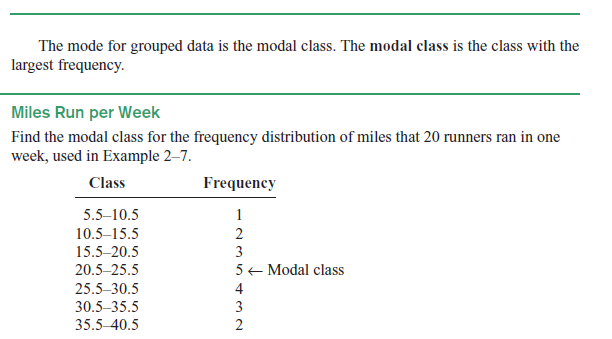 The mode for grouped data is the modal class. The modal class is the class with the
largest frequency.
Miles Run per Week
Find the modal class for the frequency distribution of miles that 20 runners ran in one
week, used in Example 2–7.
Class Frequency
5.5–10.5 1
10.5–15.5 2
15.5–20.5 3
20.5–25.5 5 ← Modal class
25.5–30.5 4
30.5–35.5 3
35.5–40.5 2